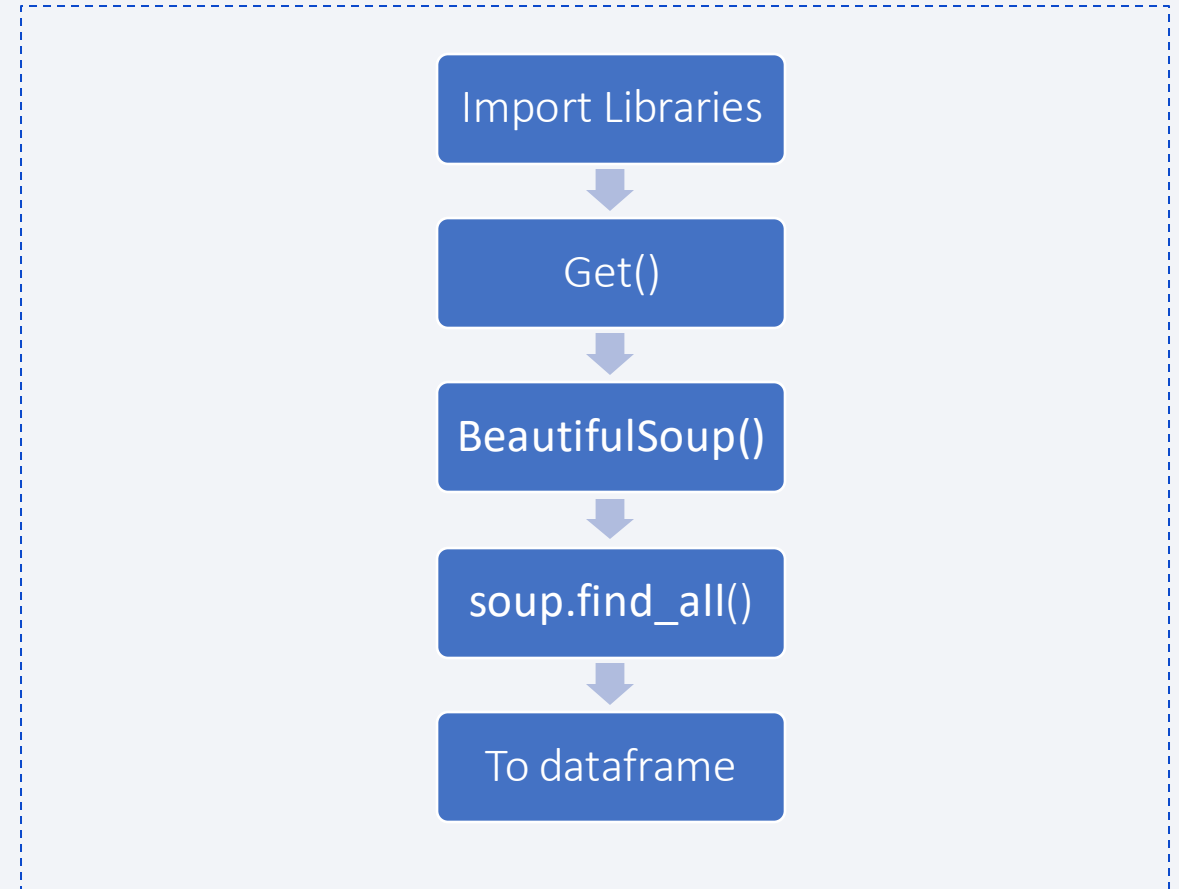 Import Libraries
Get()
BeautifulSoup()
soup.find_all()
To dataframe